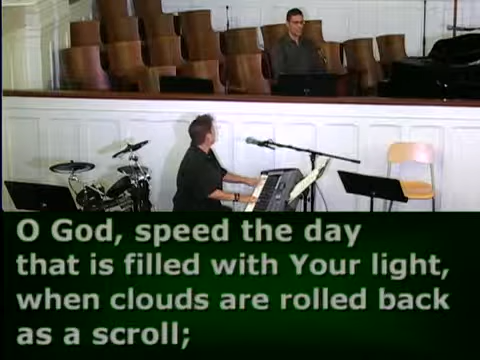 O God, speed the day
that is filled with Your light,
when clouds are rolled back
as a scroll;